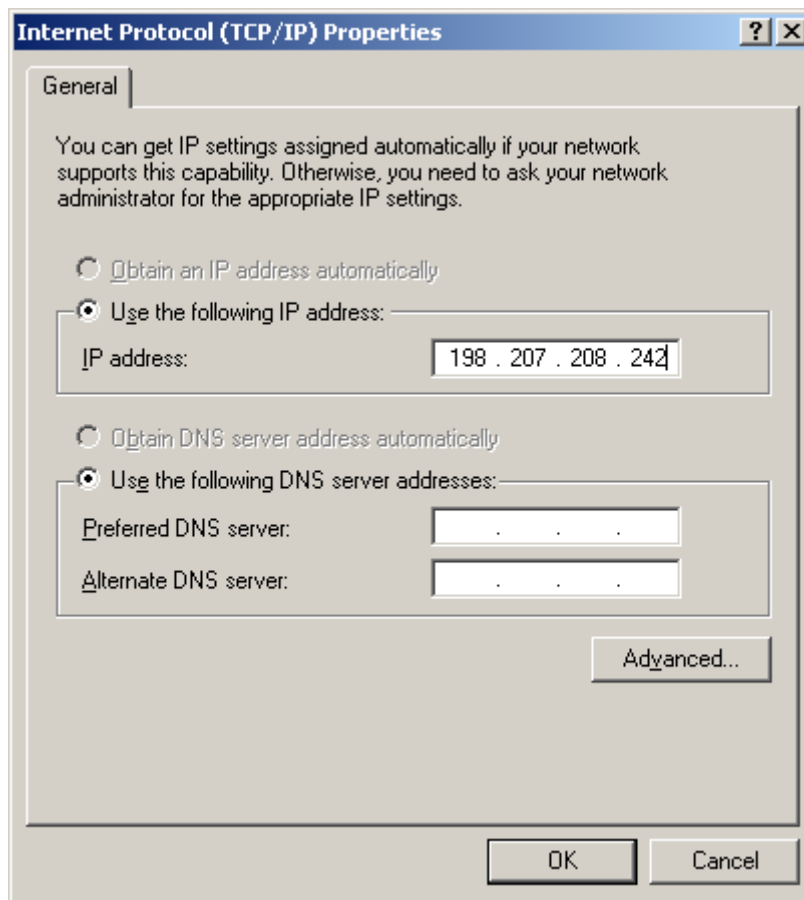 Internet Protocol (TCP/IP) Properties
General
You can get IP settings assigned automatically if your network
supports this capability. Otherwise, you need to ask your network
administrator for the appropriate IP settings.
Obtain an IP address automatically
Use the following IP address:
IP address: 198 . 207 . 208 . 242
Obtain DNS server address automatically
Use the following DNS server addresses:
Preferred DNS server: . . .
Alternate DNS server: . . .
Advanced...
OK Cancel